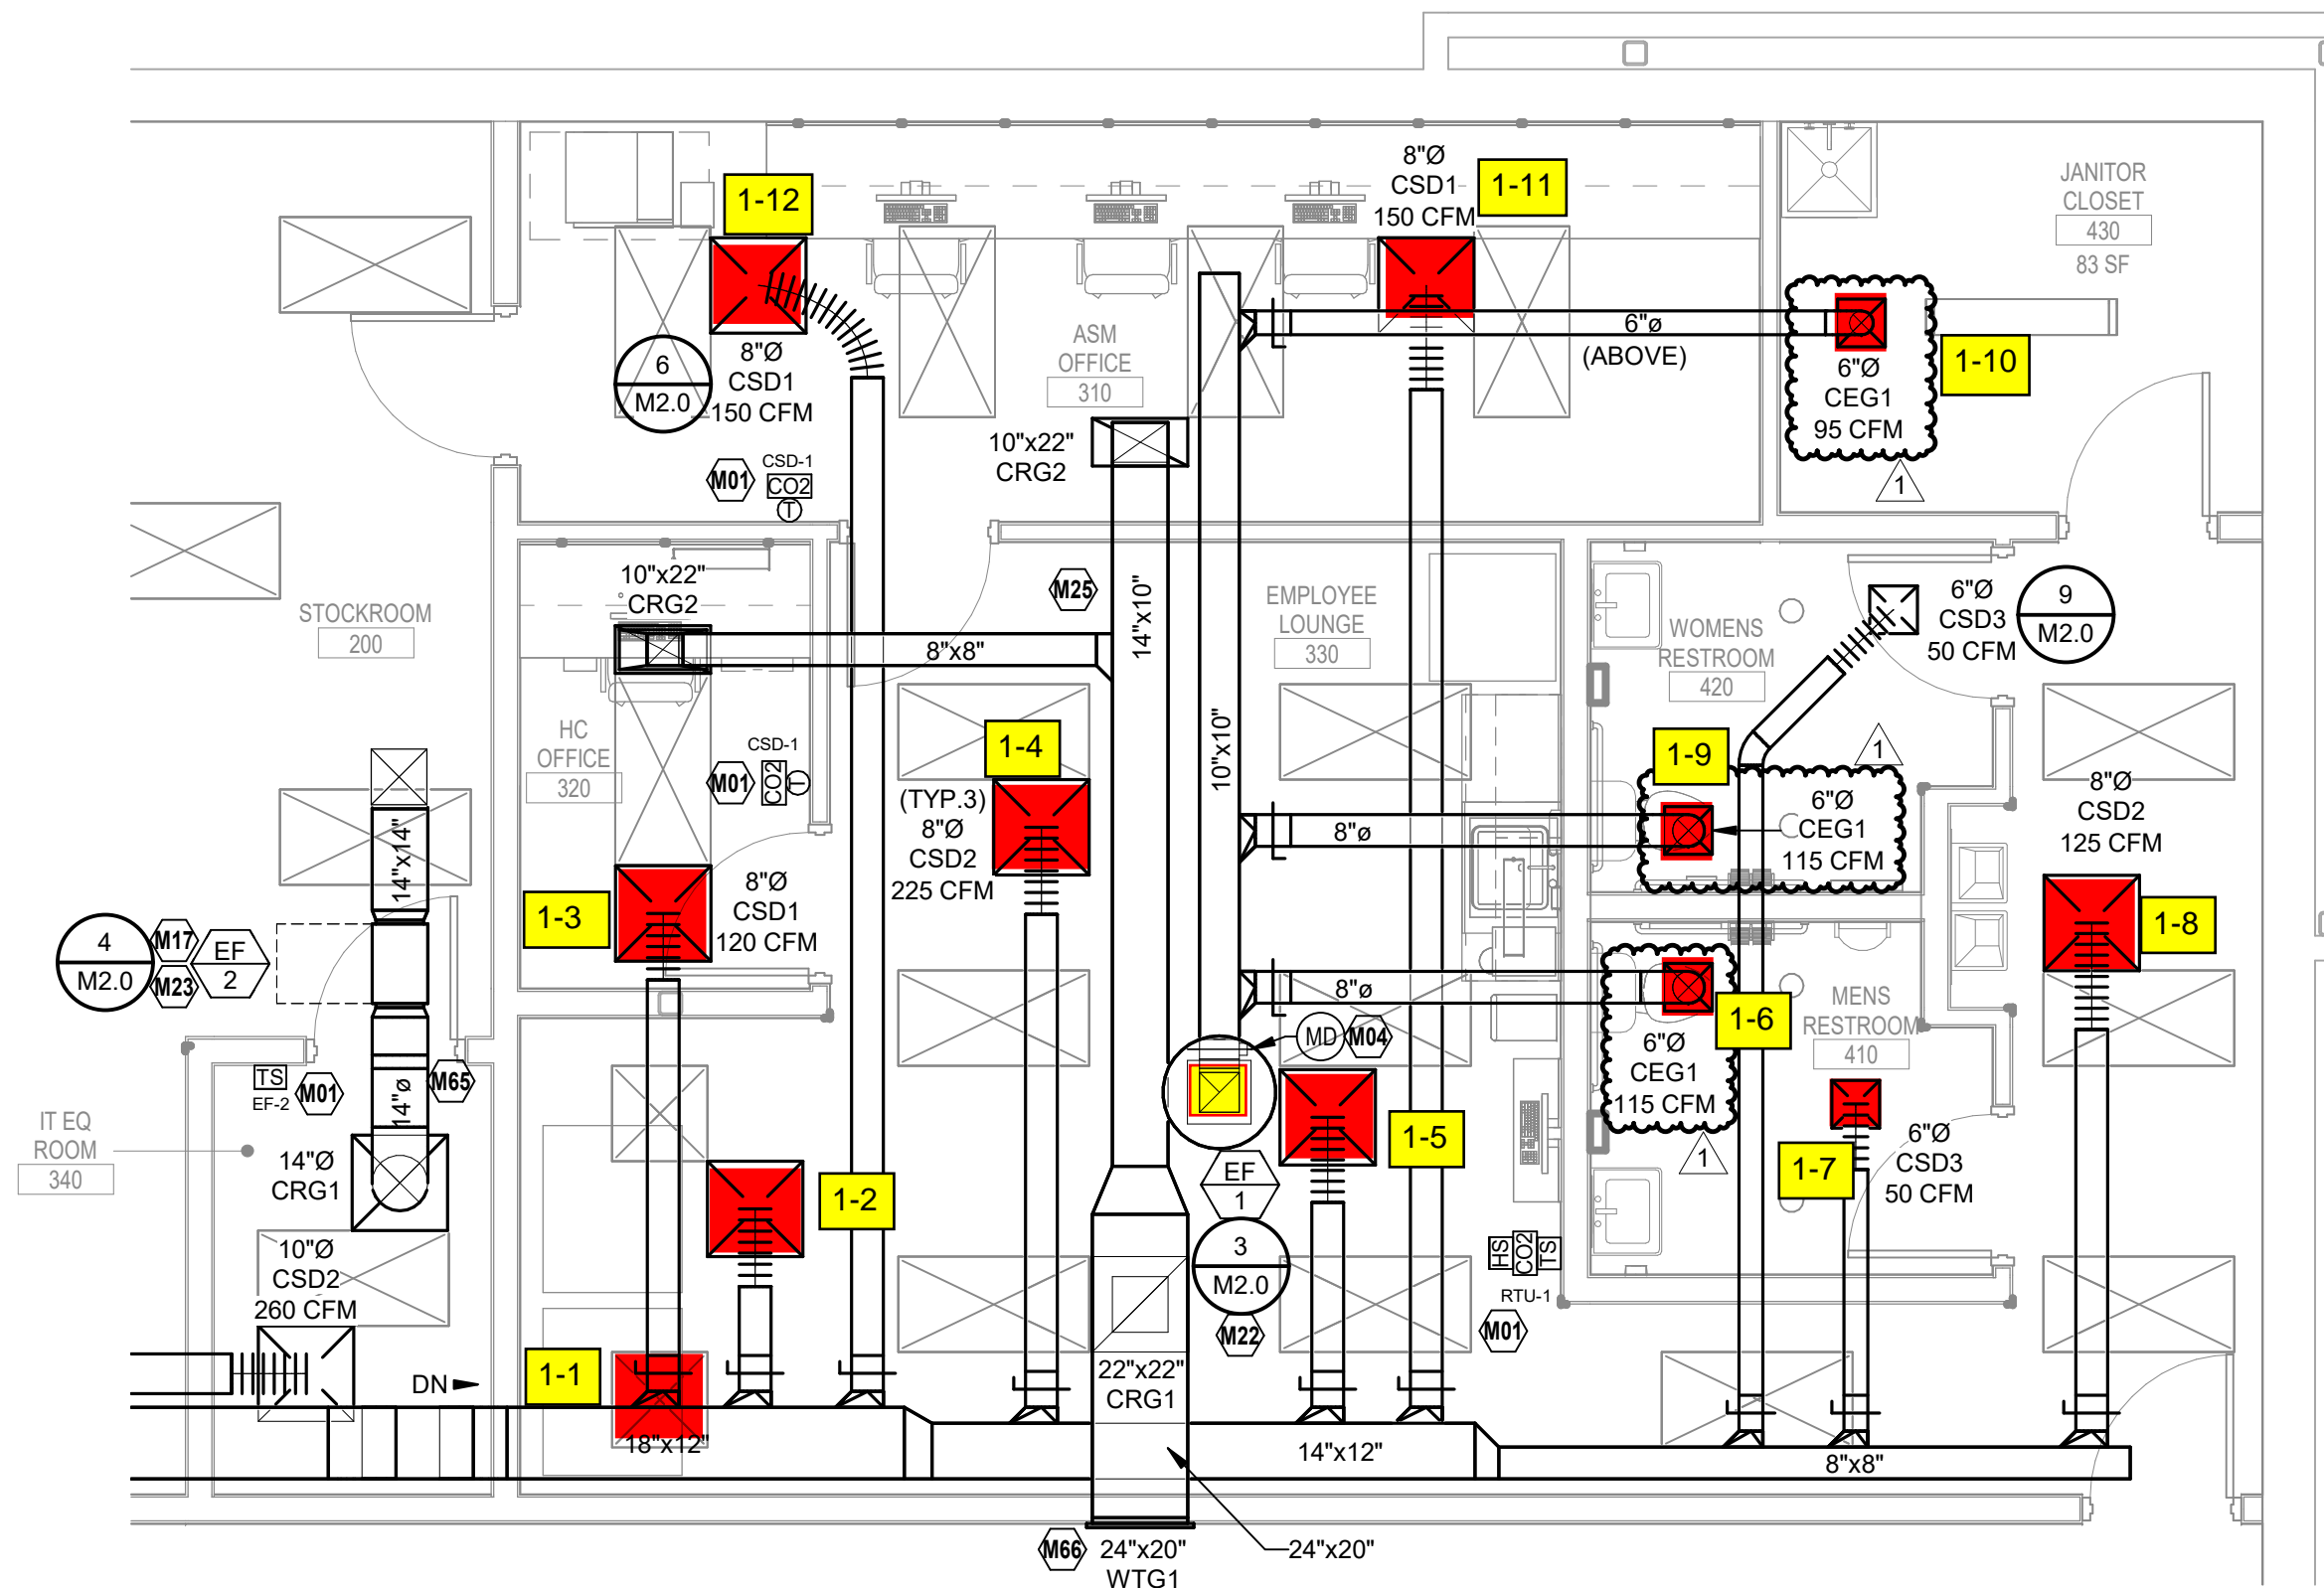 8"Ø
CSD1
150 CFM
1-11
1-12
JANITOR
CLOSET
430
83 SF
6"ø
(ABOVE)
6"Ø
CEG1
95 CFM
1-10
1
ASM
OFFICE
310
6
M2.0
8"Ø
CSD1
150 CFM
10"x22"
CRG2
M01
CSD-1
CO2
T
10"x22"
CRG2
M25
14"x10"
8"x8"
STOCKROOM
200
EMPLOYEE
LOUNGE
330
WOMENS
RESTROOM
420
6"Ø
CSD3
50 CFM
9
M2.0
HC
OFFICE
320
CSD-1
M01
CO2
T
1-4
(TYP.3)
8"Ø
CSD2
225 CFM
10"x10"
8"ø
1-9
1
6"Ø
CEG1
115 CFM
8"Ø
CSD2
125 CFM
1-8
14"x14"
1-3
8"Ø
CSD1
120 CFM
4
M2.0
M17
M23
EF
2
8"ø
1-6
MENS
RESTROOM
410
6"Ø
CEG1
115 CFM
1
MD
M04
TS
EF-2
M01
M65
14"ø
IT EQ
ROOM
340
14"Ø
CRG1
1-2
1-5
1-7
6"Ø
CSD3
50 CFM
EF
1
3
M2.0
M22
HS
CO2
TS
RTU-1
M01
10"Ø
CSD2
260 CFM
DN
1-1
18"x12"
22"x22"
CRG1
14"x12"
8"x8"
M66
24"x20"
WTG1
24"x20"